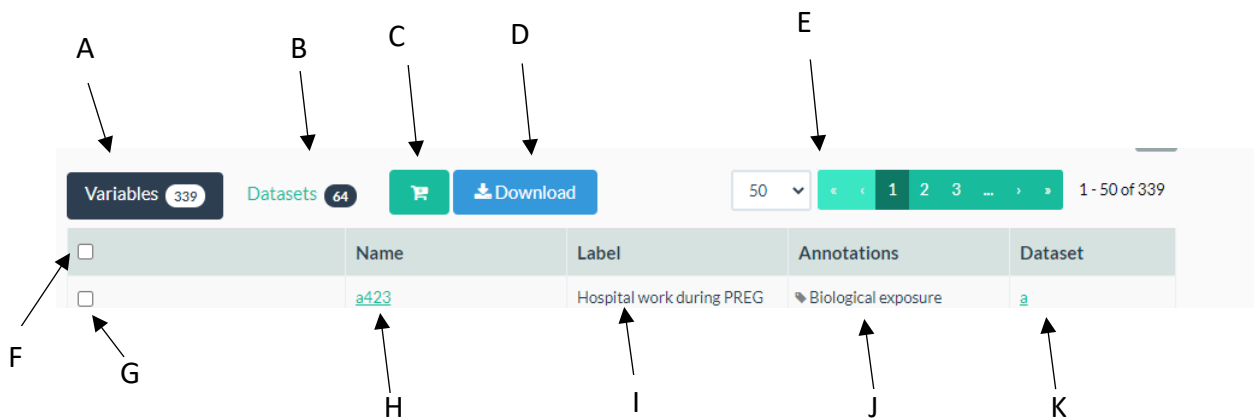 A B C D E
Variables 339 Datasets 64 Download 50 « ‹ 1 2 3 ... › » 1 - 50 of 339
Name Label Annotations Dataset
a423 Hospital work during PREG Biological exposure a
F G H I J K